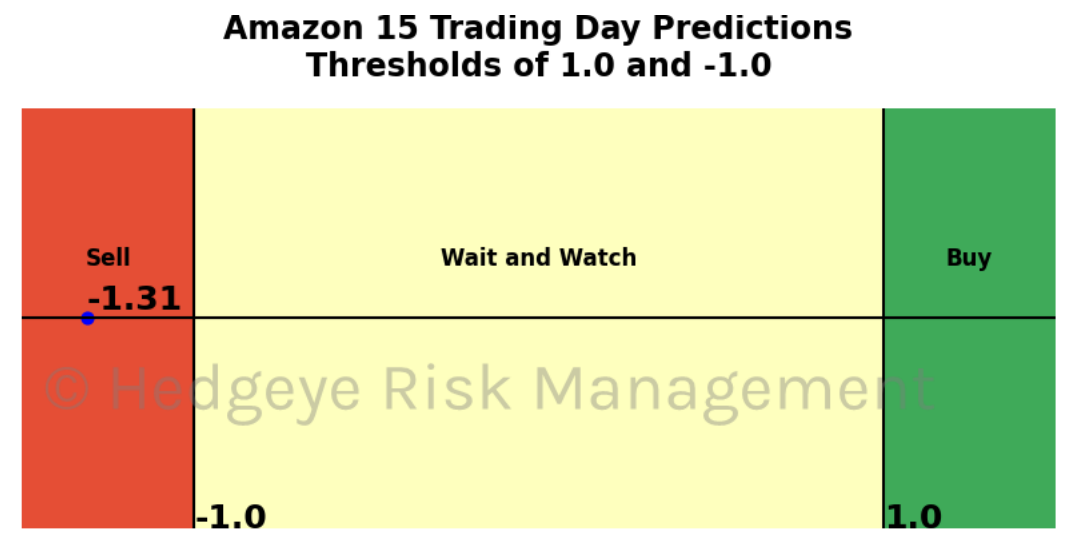 Amazon 15 Trading Day Predictions
Thresholds of 1.0 and -1.0
Sell
Wait and Watch
Buy
-1.31
© Hedgeye Risk Management
-1.0
1.0